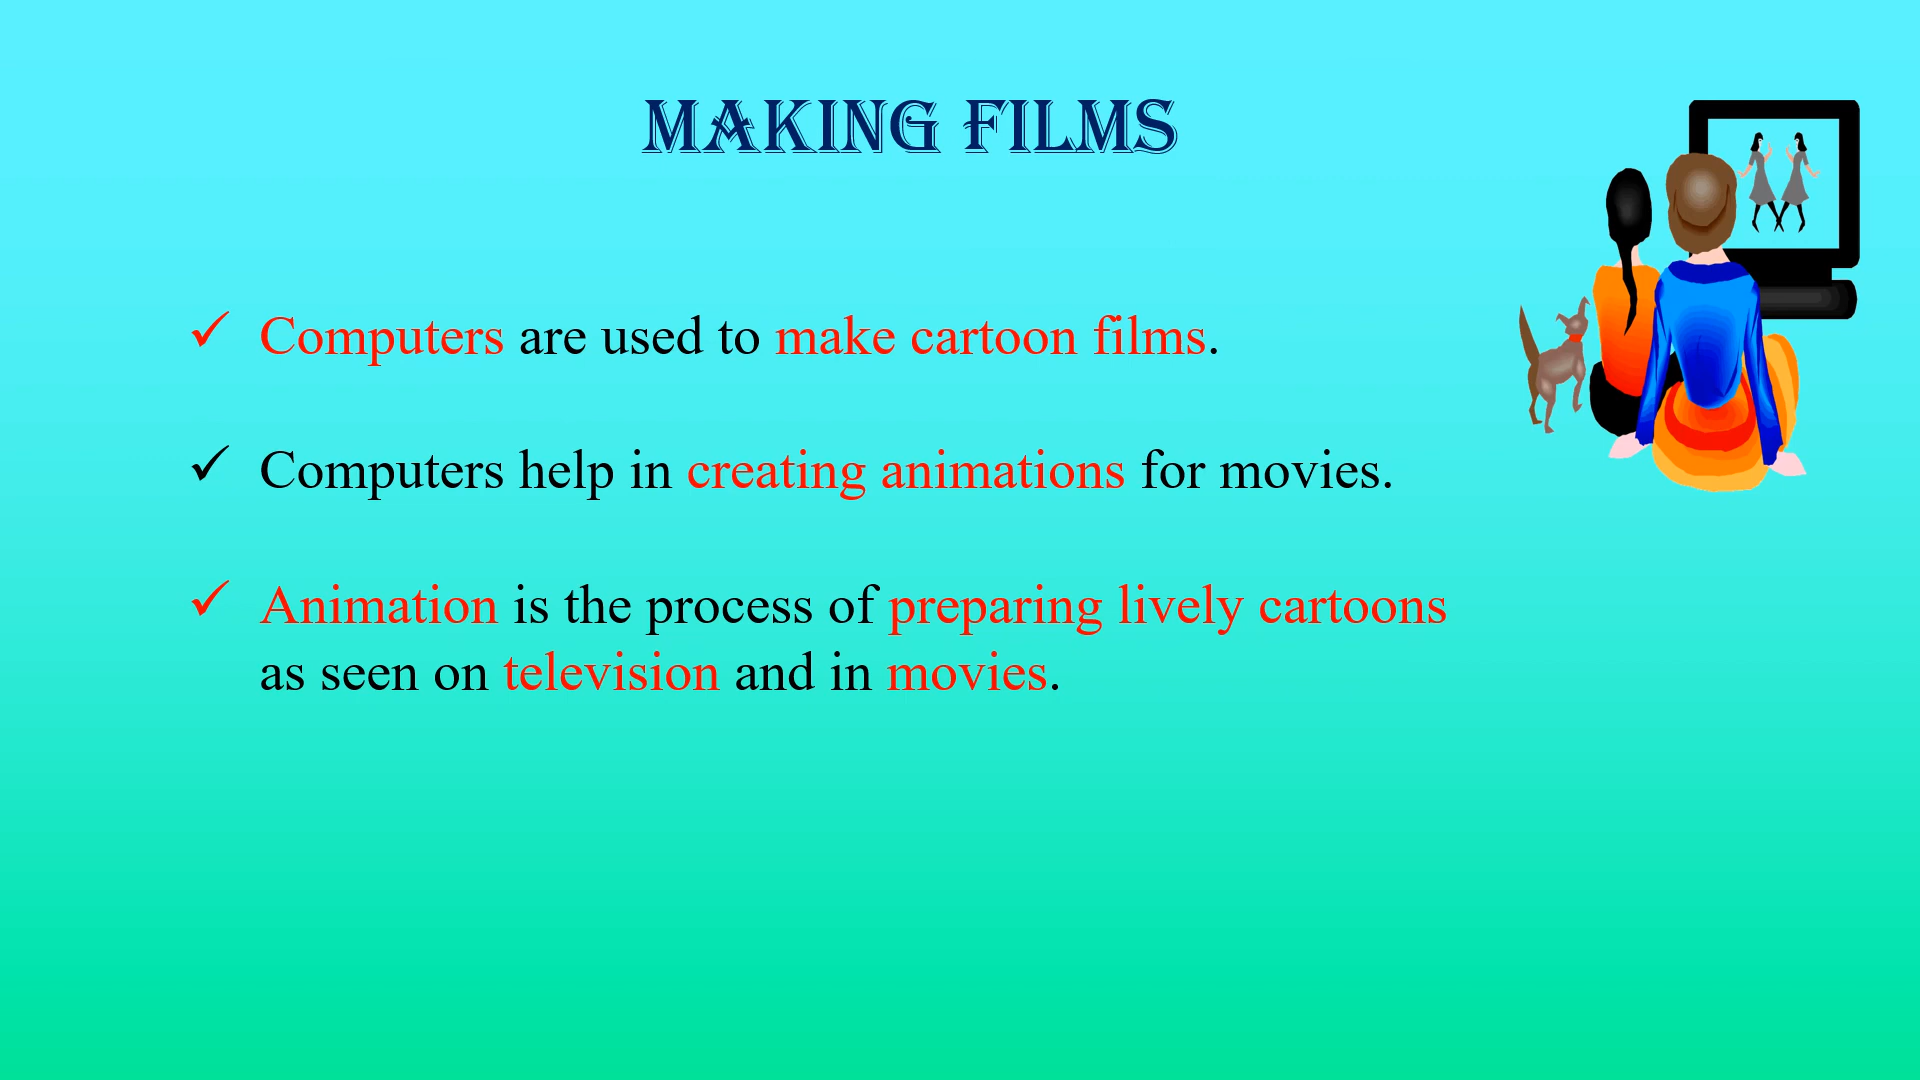 MAKING FILMS
✓ Computers are used to make cartoon films.
✓ Computers help in creating animations for movies.
✓ Animation is the process of preparing lively cartoons
as seen on television and in movies.